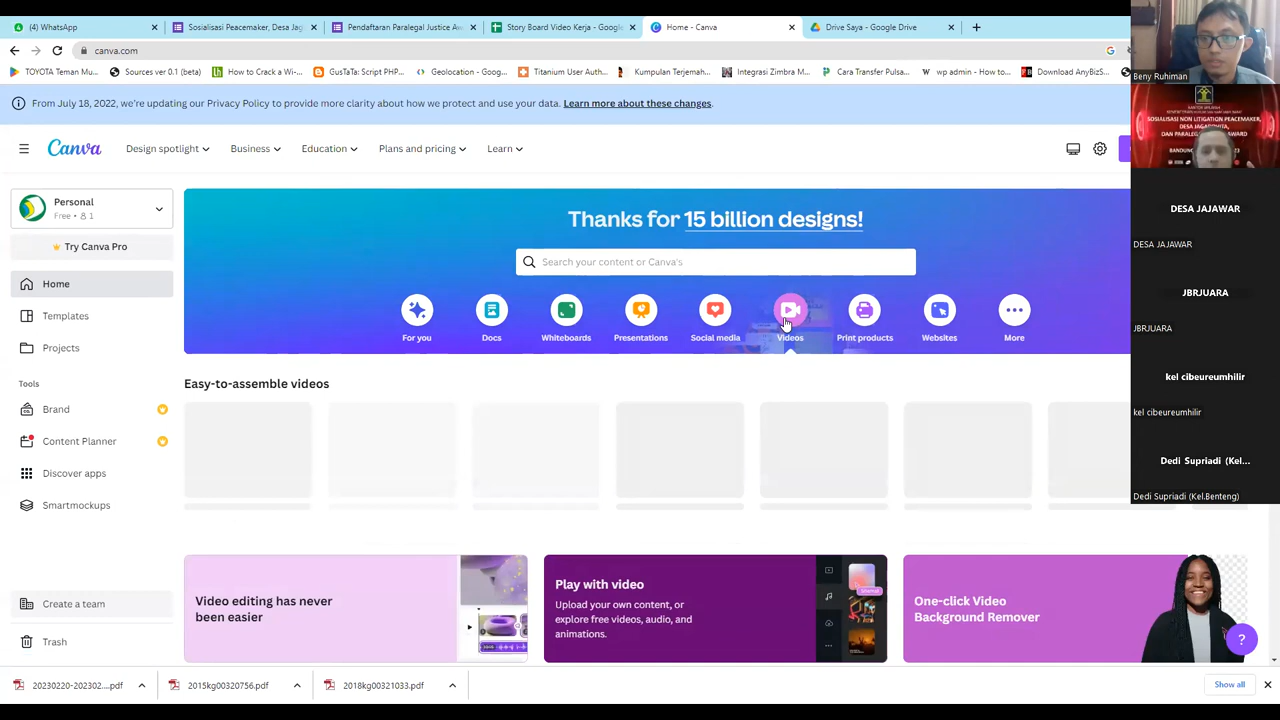 (4) WhatsApp
Sosialisasi Peacemaker, Desa Jag
Pendaftaran Paralegal Justice Aw
Story Board Video Kerja - Google
Home - Canva
Drive Saya - Google Drive
canva.com
TOYOTA Teman Mu...
Sources ver 0.1 (beta)
How to Crack a Wi-...
GusTaTa: Script PHP...
Geolocation - Goog...
Titanium User Auth...
Kumpulan Terjemah...
Integrasi Zimbra M...
Cara Transfer Pulsa...
wp admin - How to...
Download AnyBizS...
From July 18, 2022, we're updating our Privacy Policy to provide more clarity about how we protect and use your data. Learn more about these changes.
Canva
Design spotlight
Business
Education
Plans and pricing
Learn
Personal
Free • 1
Try Canva Pro
Home
Templates
Projects
Tools
Brand
Content Planner
Discover apps
Smartmockups
Create a team
Trash
Thanks for 15 billion designs!
Search your content or Canva's
For you
Docs
Whiteboards
Presentations
Social media
Videos
Print products
Websites
More
Easy-to-assemble videos
Video editing has never
been easier
Play with video
Upload your own content, or
explore free videos, audio, and
animations.
One-click Video
Background Remover
?
Beny Ruhiman
SOSIALISASI NON LITIGATION PEACEMAKER,
DAN PARALEGAL
DESA JAJAWAR
DESA JAJAWAR
JBRJUARA
JBRJUARA
kel cibeureumhilir
kel cibeureumhilir
Dedi Supriadi (Kel...
Dedi Supriadi (Kel.Benteng)
20230220-202302....pdf
2015kg00320756.pdf
2018kg00321033.pdf
Show all